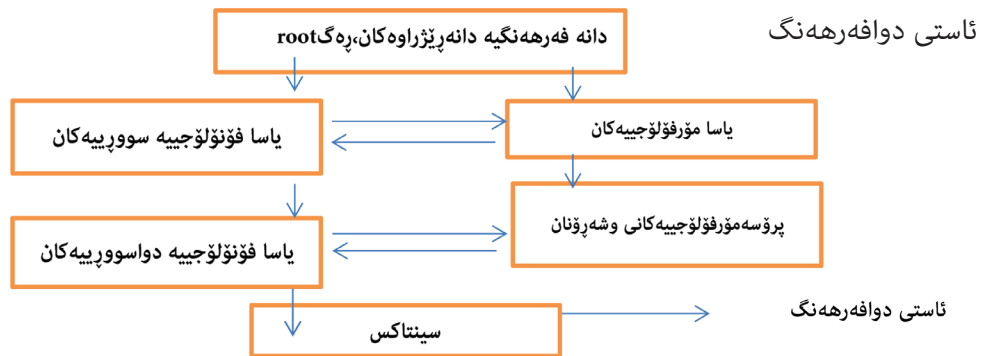 ئاستی دوافەرهەنگ
دانە فەرهەنگیە دانەڕێژراوەکان،ڕەگroot
یاسا مۆرفۆلۆجییەکان
یاسا فۆنۆلۆجییە سووڕییەکان
پرۆسەمۆرفۆلۆجییەکانی وشەڕۆنان
یاسا فۆنۆلۆجییە دواسووڕییەکان
ئاستی دوافەرهەنگ
سینتاکس